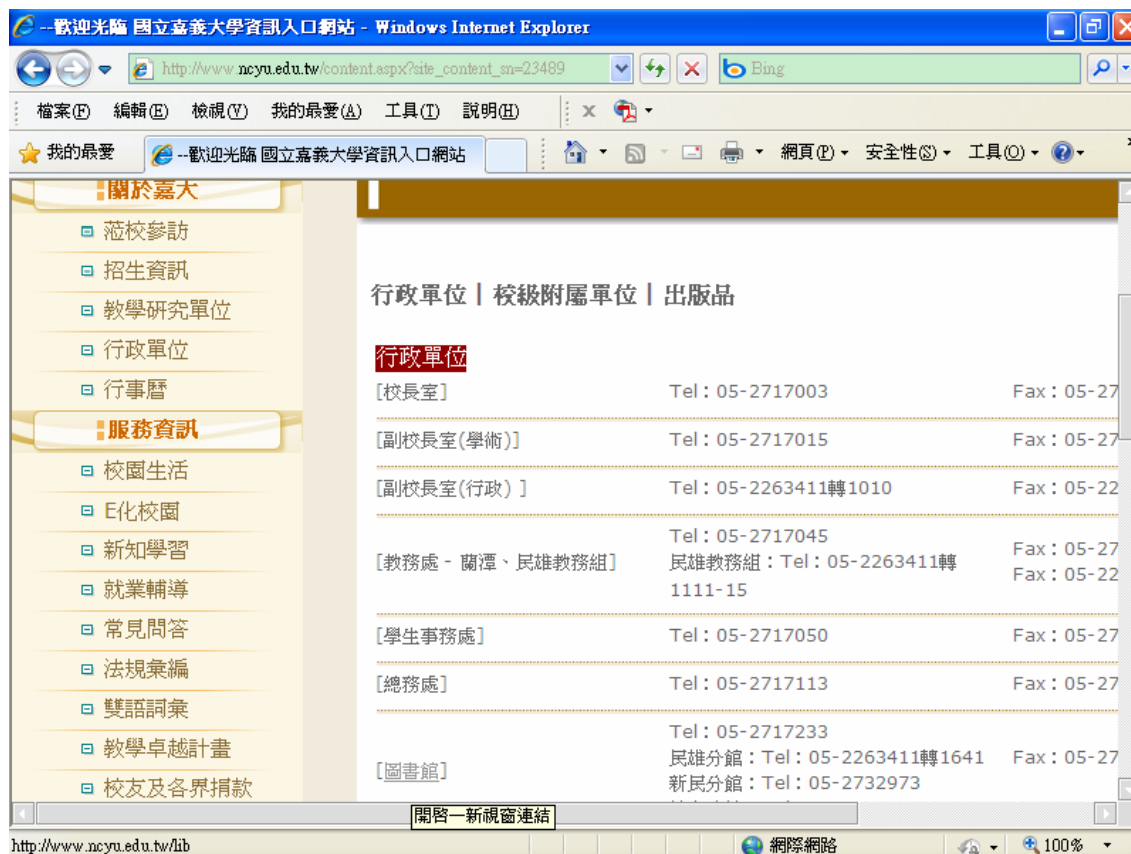 --歡迎光臨 國立嘉義大學資訊入口網站 - Windows Internet Explorer
http://www.ncyu.edu.tw/content.aspx?site_content_sn=23489
Bing
檔案(F) 編輯(E) 檢視(V) 我的最愛(A) 工具(T) 說明(H)
我的最愛
--歡迎光臨 國立嘉義大學資訊入口網站
網頁(P) 安全性(S) 工具(O)
關於嘉大
蒞校參訪
招生資訊
教學研究單位
行政單位
行事曆
服務資訊
校園生活
E化校園
新知學習
就業輔導
常見問答
法規彙編
雙語詞彙
教學卓越計畫
校友及各界捐款
行政單位 | 校級附屬單位 | 出版品
行政單位
[校長室] Tel：05-2717003 Fax：05-27
[副校長室(學術)] Tel：05-2717015 Fax：05-27
[副校長室(行政) ] Tel：05-2263411轉1010 Fax：05-22
[教務處 - 蘭潭、民雄教務組]
Tel：05-2717045
民雄教務組：Tel：05-2263411轉
1111-15
Fax：05-27
Fax：05-22
[學生事務處] Tel：05-2717050 Fax：05-27
[總務處] Tel：05-2717113 Fax：05-27
[圖書館]
Tel：05-2717233
民雄分館：Tel：05-2263411轉1641
新民分館：Tel：05-2732973
Fax：05-27
開啓一新視窗連結
http://www.ncyu.edu.tw/lib
網際網路
100%